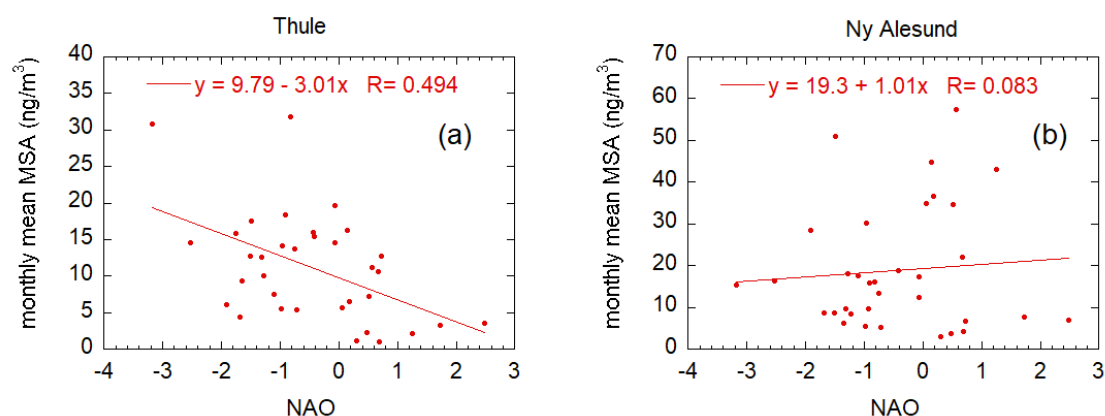 Thule
monthly mean MSA (ng/m³)
40
35
30
25
20
15
10
5
0
y = 9.79 - 3.01x R= 0.494
(a)
-4 -3 -2 -1 0 1 2 3
NAO
Ny Alesund
monthly mean MSA (ng/m³)
70
60
50
40
30
20
10
0
y = 19.3 + 1.01x R= 0.083
(b)
-4 -3 -2 -1 0 1 2 3
NAO